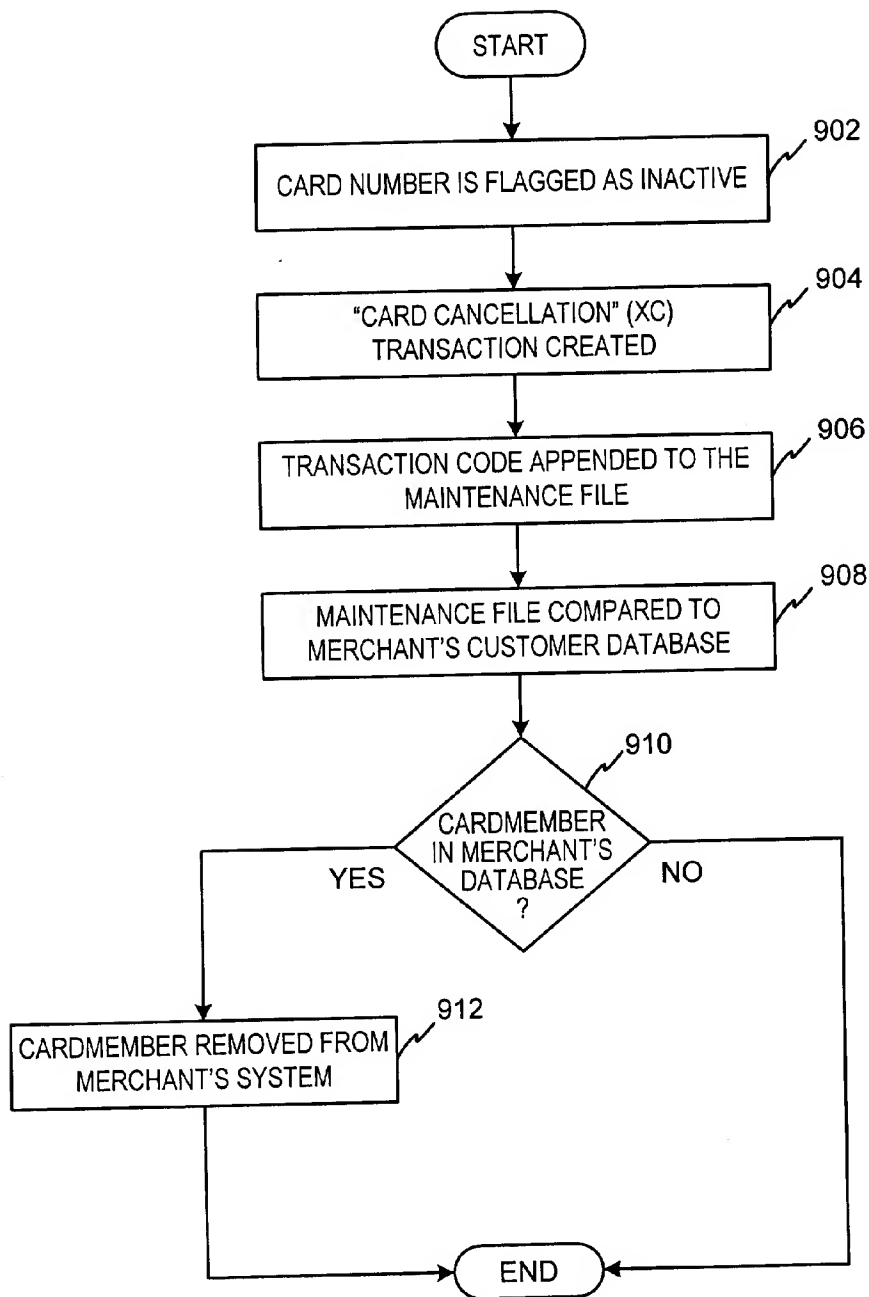 START
902
CARD NUMBER IS FLAGGED AS INACTIVE
904
"CARD CANCELLATION" (XC)
TRANSACTION CREATED
906
TRANSACTION CODE APPENDED TO THE
MAINTENANCE FILE
908
MAINTENANCE FILE COMPARED TO
MERCHANT'S CUSTOMER DATABASE
910
CARDMEMBER
IN MERCHANT'S
DATABASE
?
YES
NO
912
CARDMEMBER REMOVED FROM
MERCHANT'S SYSTEM
END